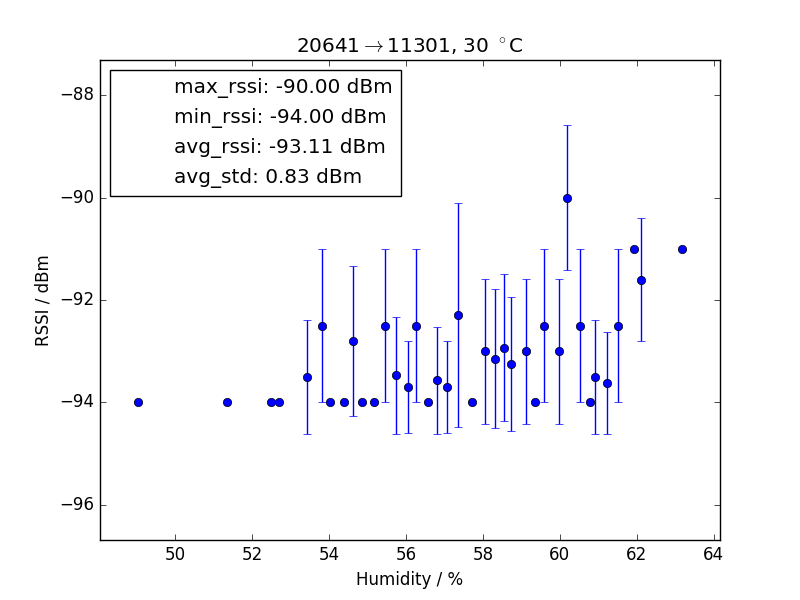 20641→11301, 30 °C
max_rssi: -90.00 dBm
min_rssi: -94.00 dBm
avg_rssi: -93.11 dBm
avg_std: 0.83 dBm
RSSI / dBm
−88
−90
−92
−94
−96
50 52 54 56 58 60 62 64
Humidity / %